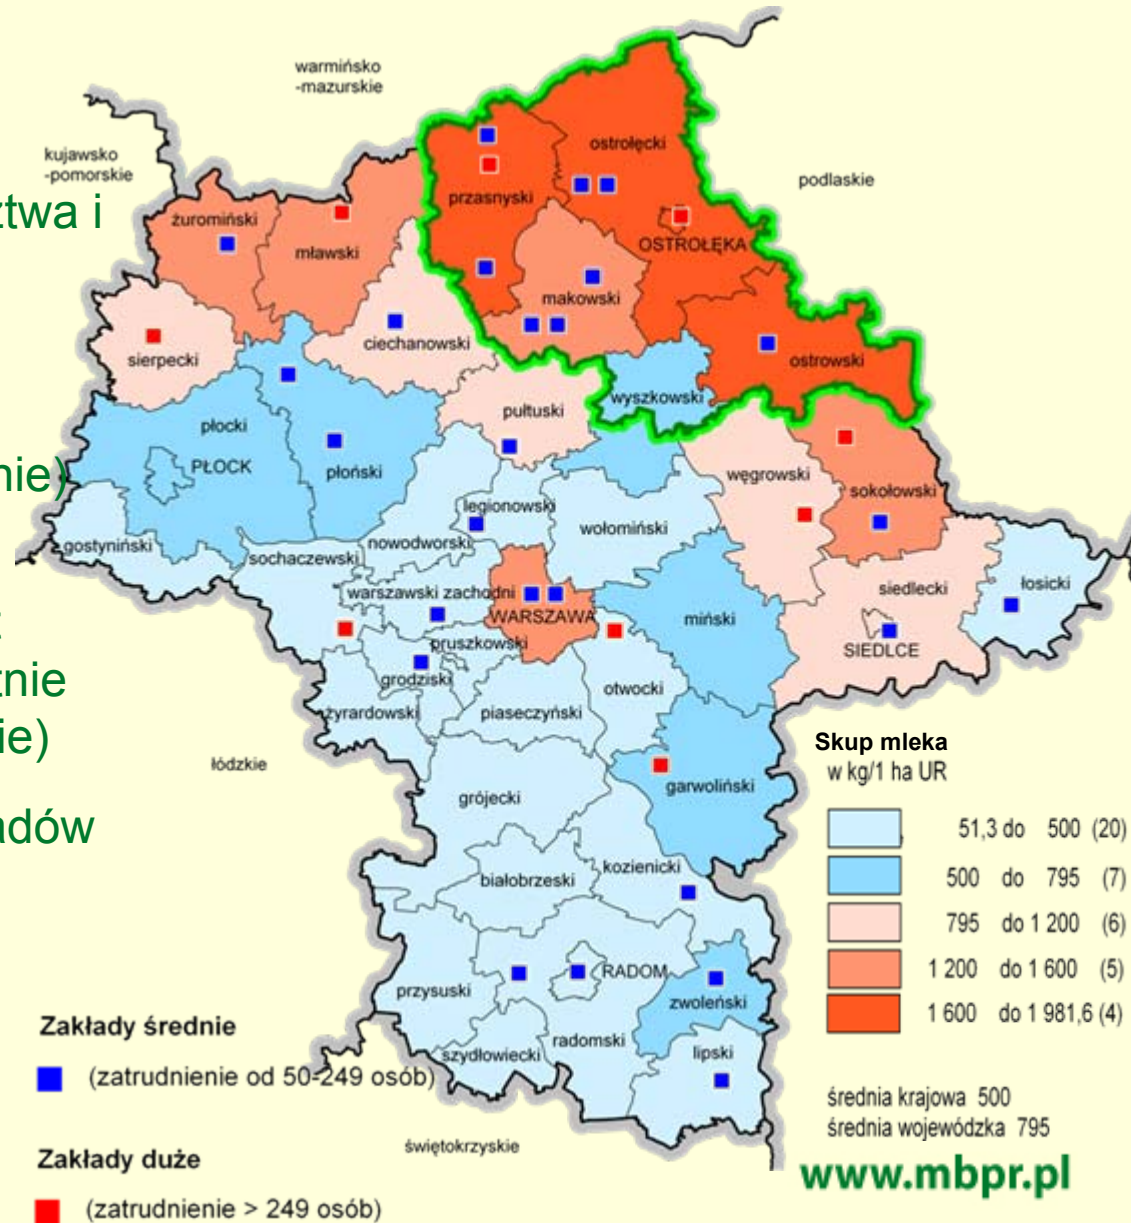 warmińsko
-mazurskie
kujawsko
-pomorskie
podlaskie
ztwa i
nie)
tnie
ie)
adów
ostrołęcki
przasnyski
OSTROŁĘKA
żuromiński
mławski
makowski
ciechanowski
sierpecki
ostrowski
wyszkowski
pułtuski
płocki
PŁOCK
płoński
węgrowski
sokołowski
legionowski
wołomiński
nowodworski
gostyniński
sochaczewski
siedlecki
łosicki
warszawski zachodni
WARSZAWA
miński
SIEDLCE
pruszkowski
grodziski
otwocki
żyrardowski
piaseczyński
łódzkie
grójecki
garwoliński
kozienicki
białobrzeski
RADOM
przysuski
zwoleński
radomski
szydłowiecki
lipski
świętokrzyskie
Skup mleka
w kg/1 ha UR
51,3 do 500 (20)
500 do 795 (7)
795 do 1 200 (6)
1 200 do 1 600 (5)
1 600 do 1 981,6 (4)
średnia krajowa 500
średnia wojewódzka 795
www.mbpr.pl
Zakłady średnie
(zatrudnienie od 50-249 osób)
Zakłady duże
(zatrudnienie > 249 osób)